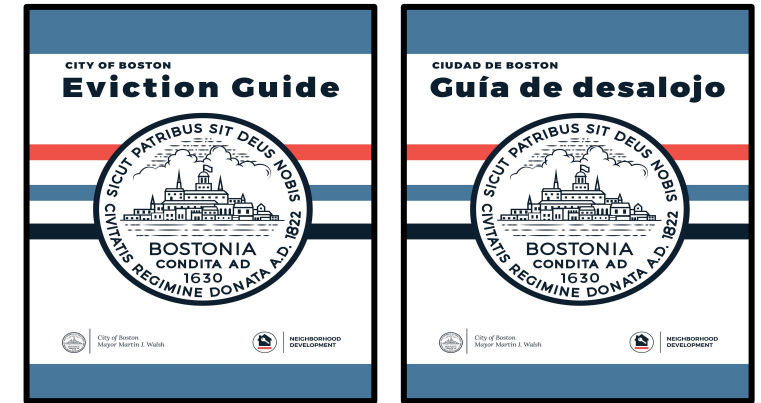 CITY OF BOSTON
Eviction Guide
SICUT PATRIBUS SIT DEUS NOBIS
CIVITATIS REGIMINE DONATA A.D. 1822
BOSTONIA
CONDITA AD
1630
City of Boston
Mayor Martin J. Walsh
NEIGHBORHOOD
DEVELOPMENT
CIUDAD DE BOSTON
Guía de desalojo
SICUT PATRIBUS SIT DEUS NOBIS
CIVITATIS REGIMINE DONATA A.D. 1822
BOSTONIA
CONDITA AD
1630
City of Boston
Mayor Martin J. Walsh
NEIGHBORHOOD
DEVELOPMENT